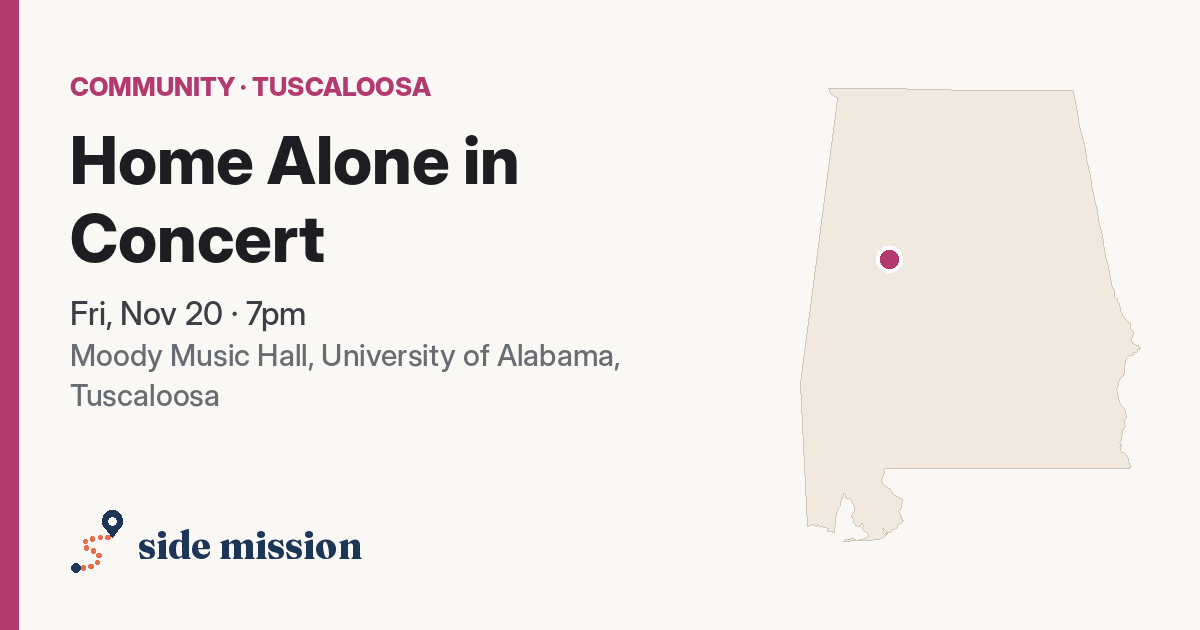 COMMUNITY · TUSCALOOSA
Home Alone in
Concert
Fri, Nov 20 · 7pm
Moody Music Hall, University of Alabama,
Tuscaloosa
side mission